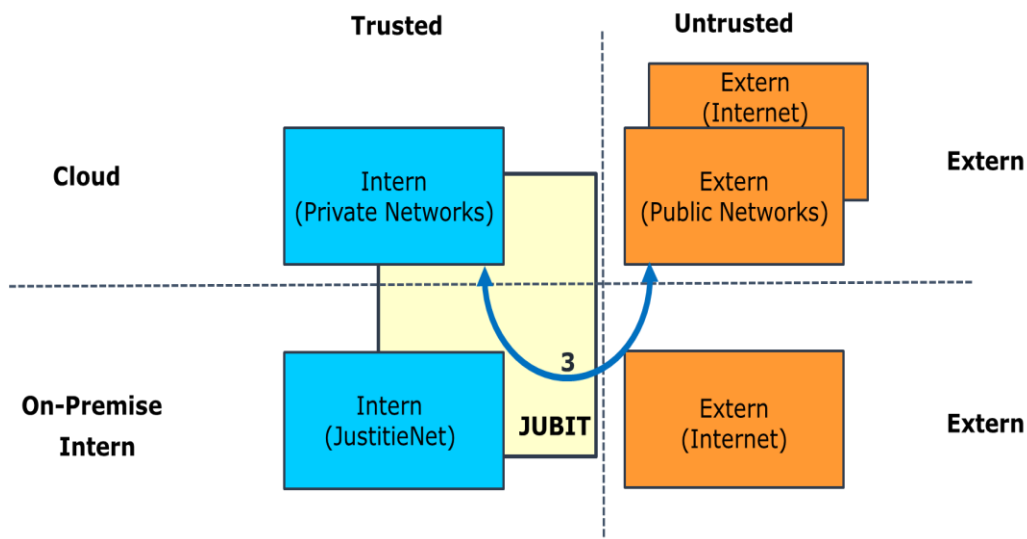 Trusted
Untrusted
Extern
(Internet)
Cloud
Intern
(Private Networks)
Extern
(Public Networks)
Extern
3
On-Premise
Intern
Intern
(JustitieNet)
JUBIT
Extern
(Internet)
Extern